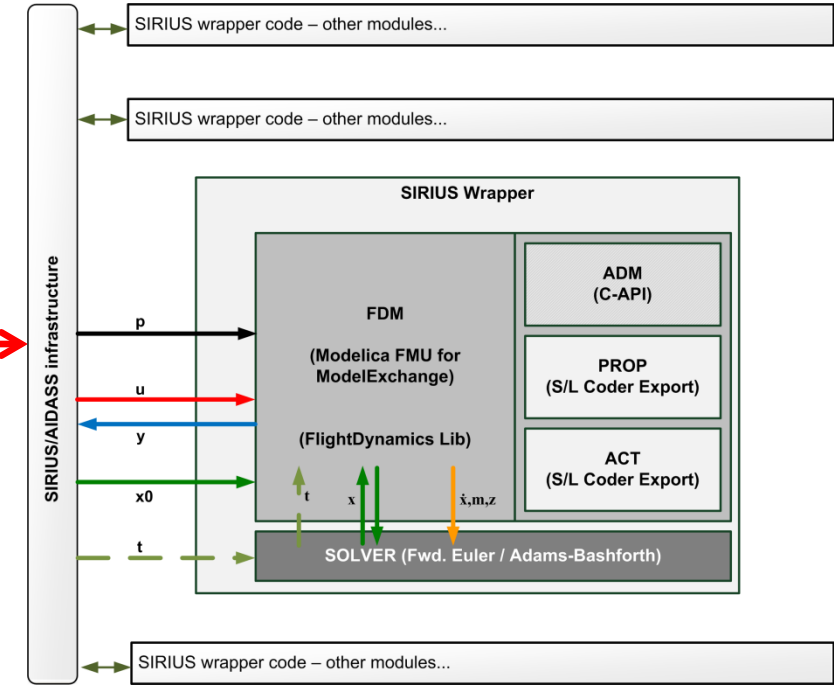 SIRIUS wrapper code – other modules...
SIRIUS wrapper code – other modules...
SIRIUS/AIDASS infrastructure
SIRIUS Wrapper
FDM
(Modelica FMU for
ModelExchange)
(FlightDynamics Lib)
ADM
(C-API)
PROP
(S/L Coder Export)
ACT
(S/L Coder Export)
p
u
y
x0
t
t
x
ẋ,m,z
SOLVER (Fwd. Euler / Adams-Bashforth)
SIRIUS wrapper code – other modules...